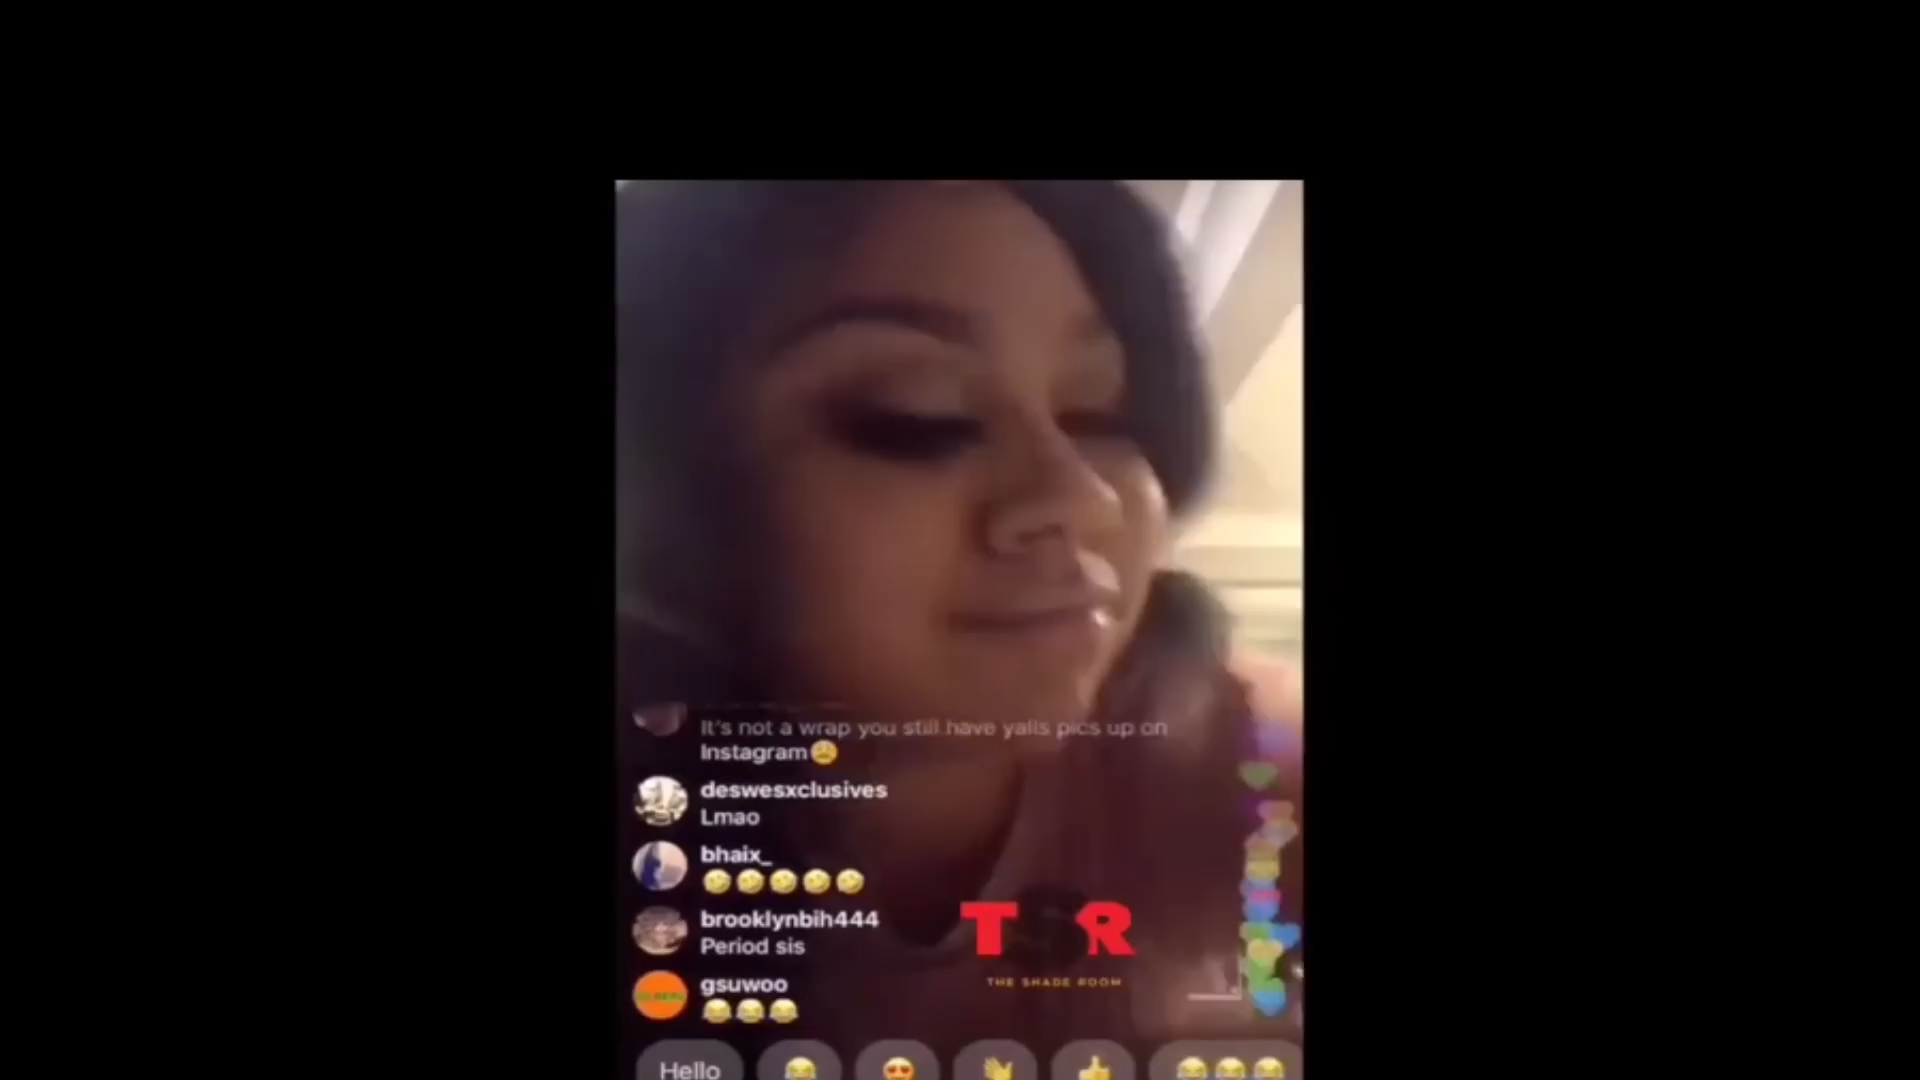 It's not a wrap you still have yalls pics up on
Instagram😩
deswesxclusives
Lmao
bhaix_
🤣🤣🤣🤣🤣
brooklynbih444
Period sis
gsuwoo
😂😂😂
T R
THE SHADE ROOM
Hello 😂 😍 👋 👍 😂😂😂